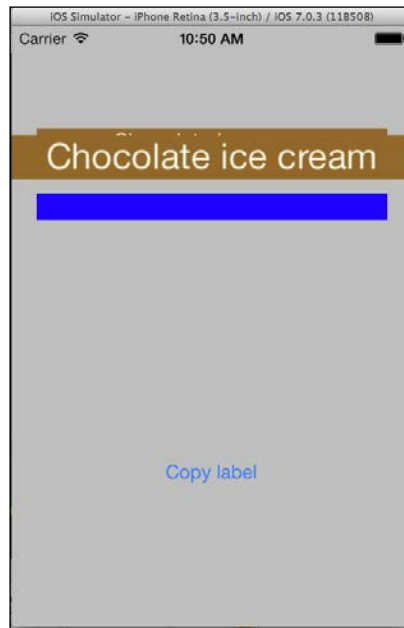 iOS Simulator - iPhone Retina (3.5-inch) / iOS 7.0.3 (11B508)
Carrier 10:50 AM
Chocolate ice cream
Copy label